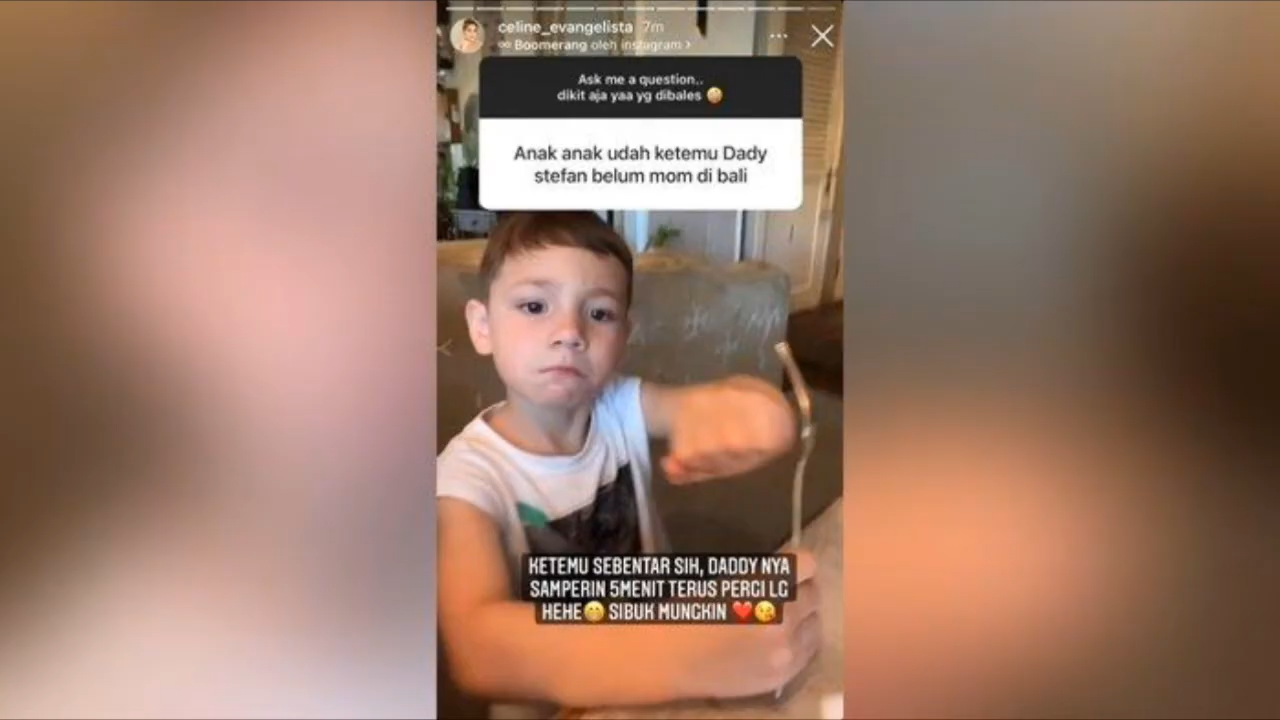 celine_evangelista 7m
Boomerang oleh instagram >
Ask me a question..
dikit aja yaa yg dibales 🤪
Anak anak udah ketemu Dady
stefan belum mom di bali
KETEMU SEBENTAR SIH, DADDY NYA
SAMPERIN 5MENIT TERUS PERGI LG
HEHE😁 SIBUK MUNGKIN ❤️😘